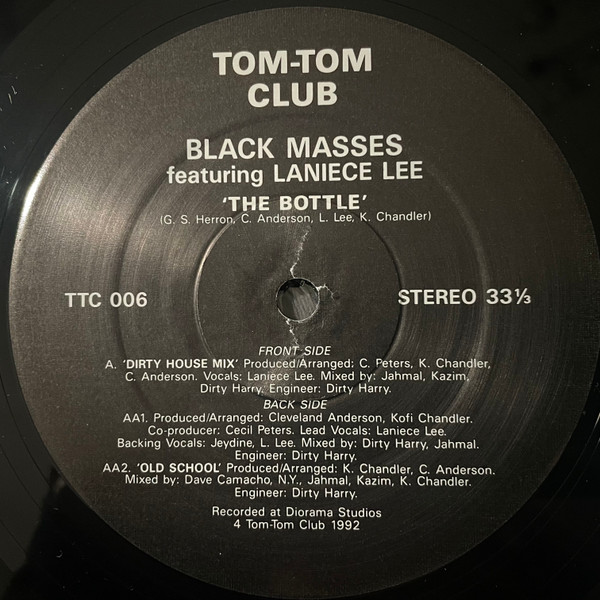 TOM-TOM
CLUB
BLACK MASSES
featuring LANIECE LEE
'THE BOTTLE'
(G. S. Herron, C. Anderson, L. Lee, K. Chandler)
TTC 006
STEREO 33⅓
FRONT SIDE
A. 'DIRTY HOUSE MIX' Produced/Arranged; C. Peters, K. Chandler,
C. Anderson. Vocals: Laniece Lee. Mixed by: Jahmal, Kazim,
Dirty Harry. Engineer: Dirty Harry.
BACK SIDE
AA1. Produced/Arranged: Cleveland Anderson, Kofi Chandler.
Co-producer: Cecil Peters. Lead Vocals: Laniece Lee.
Backing Vocals: Jeydine, L. Lee. Mixed by: Dirty Harry, Jahmal.
Engineer: Dirty Harry.
AA2. 'OLD SCHOOL' Produced/Arranged: K. Chandler, C. Anderson.
Mixed by: Dave Camacho, N.Y., Jahmal, Kazim, K. Chandler.
Engineer: Dirty Harry.
Recorded at Diorama Studios
4 Tom-Tom Club 1992